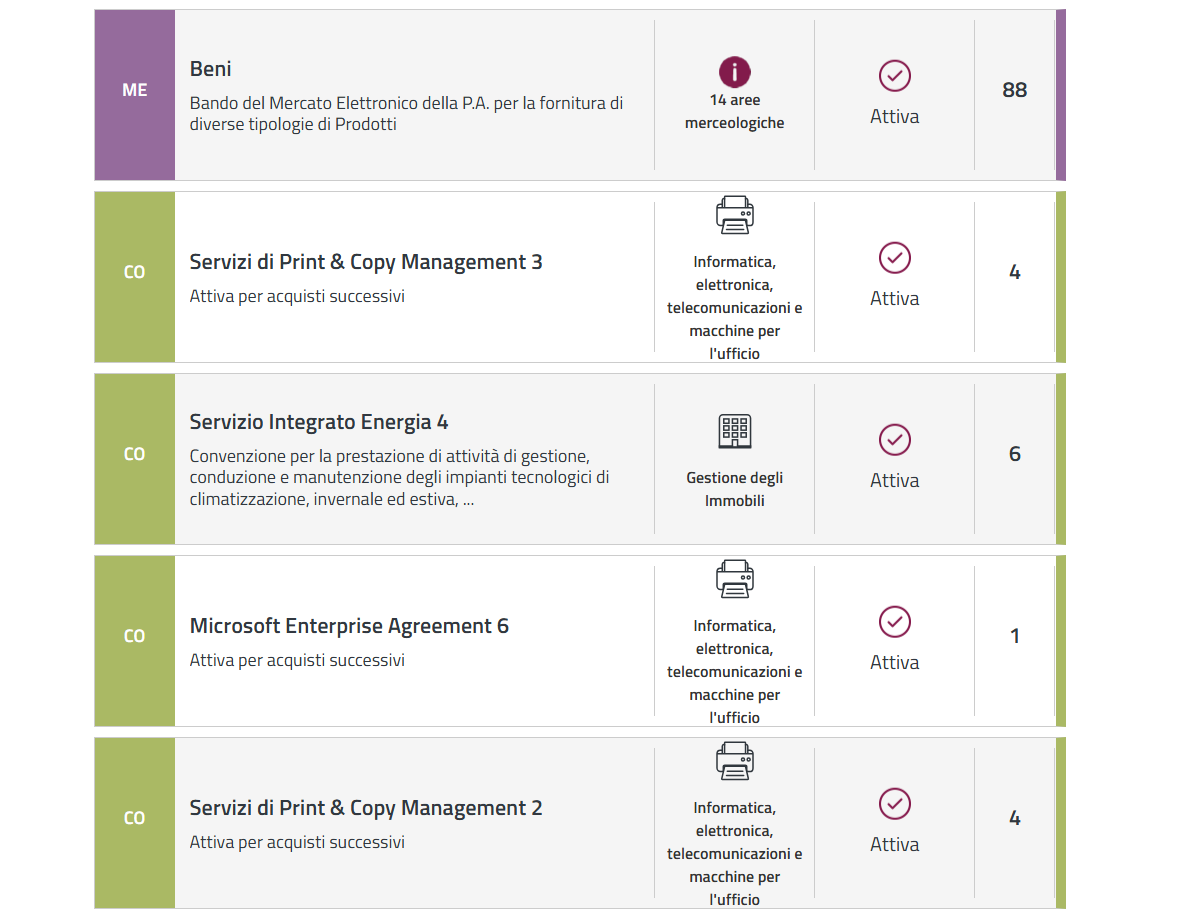 ME
Beni
Bando del Mercato Elettronico della P.A. per la fornitura di
diverse tipologie di Prodotti
14 aree
merceologiche
Attiva
88
CO
Servizi di Print & Copy Management 3
Attiva per acquisti successivi
Informatica,
elettronica,
telecomunicazioni e
macchine per
l'ufficio
Attiva
4
CO
Servizio Integrato Energia 4
Convenzione per la prestazione di attività di gestione,
conduzione e manutenzione degli impianti tecnologici di
climatizzazione, invernale ed estiva, ...
Gestione degli
Immobili
Attiva
6
CO
Microsoft Enterprise Agreement 6
Attiva per acquisti successivi
Informatica,
elettronica,
telecomunicazioni e
macchine per
l'ufficio
Attiva
1
CO
Servizi di Print & Copy Management 2
Attiva per acquisti successivi
Informatica,
elettronica,
telecomunicazioni e
macchine per
l'ufficio
Attiva
4